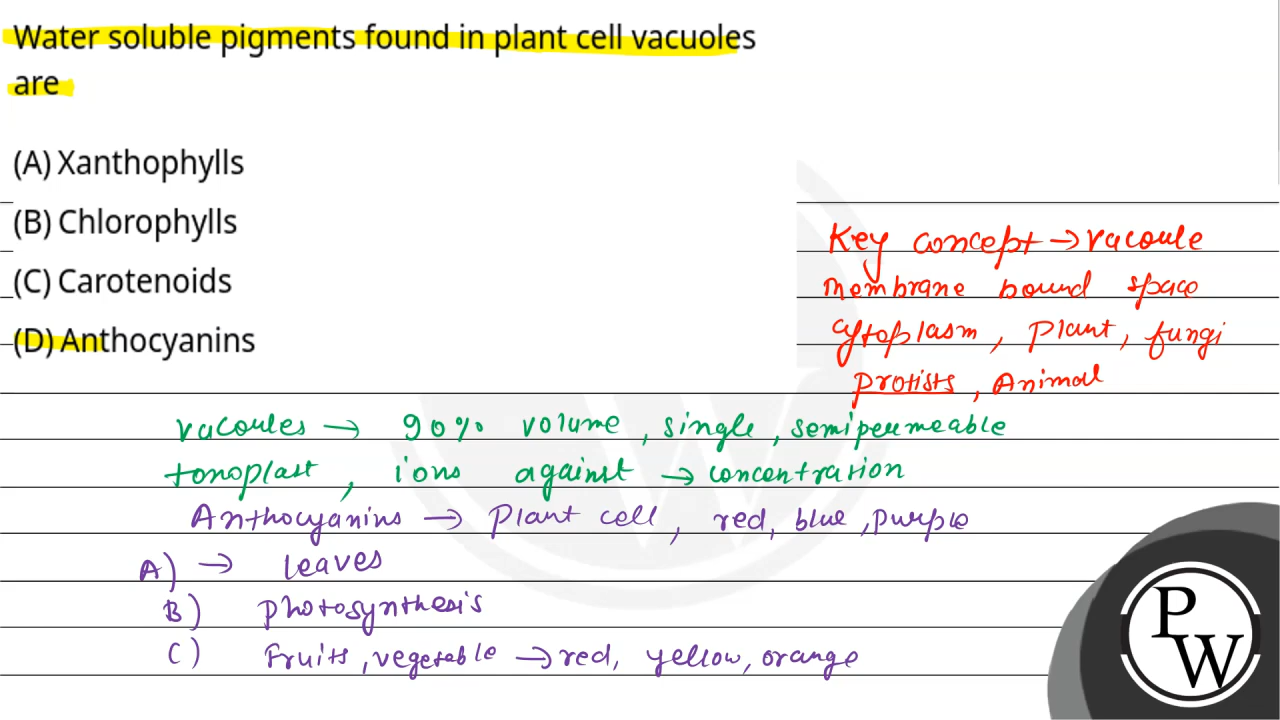 Water soluble pigments found in plant cell vacuoles
are
(A) Xanthophylls
(B) Chlorophylls
(C) Carotenoids
(D) Anthocyanins
Key concept → vacoule
membrane bound space
cytoplasm, plant, fungi
protists, Animal
vacoules → 90% volume, single, semipermeable
tonoplast, ions against → concentration
Anthocyanins → plant cell, red, blue, purple
A) → leaves
B) photosynthesis
C) Fruits, vegetable → red, yellow, orange
P
W